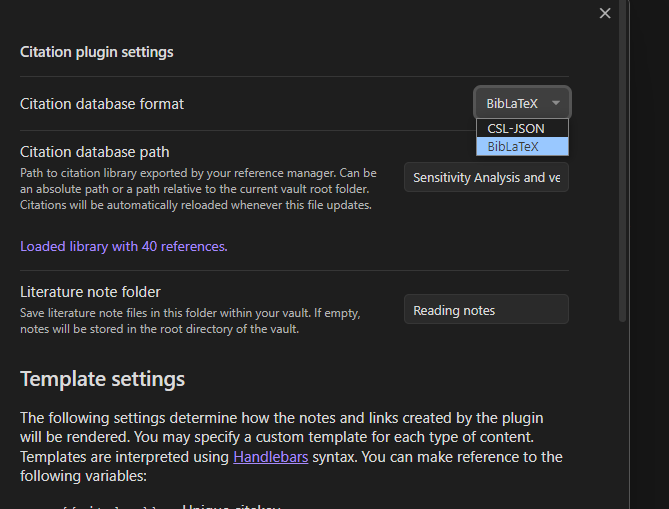 Citation plugin settings
Citation database format
BibLaTeX
CSL-JSON
BibLaTeX
Citation database path
Path to citation library exported by your reference manager. Can
be an absolute path or a path relative to the current vault root folder.
Citations will be automatically reloaded whenever this file updates.
Sensitivity Analysis and ve
Loaded library with 40 references.
Literature note folder
Save literature note files in this folder within your vault. If empty,
notes will be stored in the root directory of the vault.
Reading notes
Template settings
The following settings determine how the notes and links created by the plugin
will be rendered. You may specify a custom template for each type of content.
Templates are interpreted using Handlebars syntax. You can make reference to the
following variables:
Unique citekey